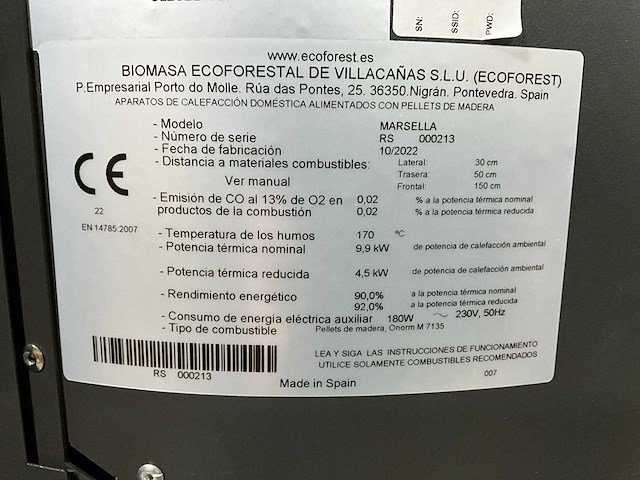 SN:
SSID:
PWD:
www.ecoforest.es
BIOMASA ECOFORESTAL DE VILLACAÑAS S.L.U. (ECOFOREST)
P.Empresarial Porto do Molle. Rúa das Pontes, 25. 36350.Nigrán. Pontevedra. Spain
APARATOS DE CALEFACCIÓN DOMÉSTICA ALIMENTADOS CON PELLETS DE MADERA
- Modelo MARSELLA
- Número de serie RS 000213
- Fecha de fabricación 10/2022
- Distancia a materiales combustibles: Lateral: 30 cm
Ver manual Trasera: 50 cm
Frontal: 150 cm
CE
22
EN 14785:2007
- Emisión de CO al 13% de O2 en 0,02 % a la potencia térmica nominal
productos de la combustión 0,02 % a la potencia térmica reducida
- Temperatura de los humos 170 ºC
- Potencia térmica nominal 9,9 kW de potencia de calefacción ambiental
- Potencia térmica reducida 4,5 kW de potencia de calefacción ambiental
- Rendimiento energético 90,0% a la potencia térmica nominal
92,0% a la potencia térmica reducida
- Consumo de energia eléctrica auxiliar 180W ~ 230V, 50Hz
- Tipo de combustible Pellets de madera, Onorm M 7135
RS 000213
LEA Y SIGA LAS INSTRUCCIONES DE FUNCIONAMIENTO
UTILICE SOLAMENTE COMBUSTIBLES RECOMENDADOS
007
Made in Spain